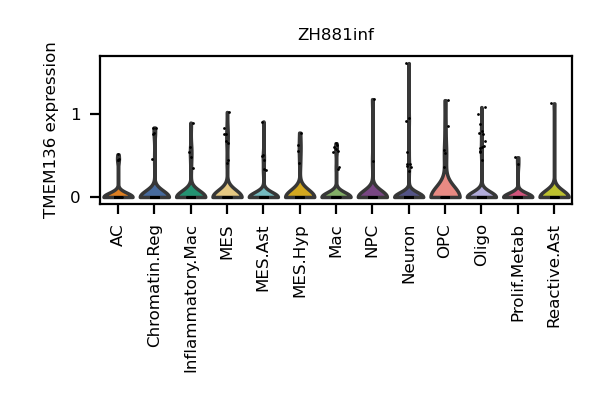 ZH881inf
TMEM136 expression
1
0
AC
Chromatin.Reg
Inflammatory.Mac
MES
MES.Ast
MES.Hyp
Mac
NPC
Neuron
OPC
Oligo
Prolif.Metab
Reactive.Ast